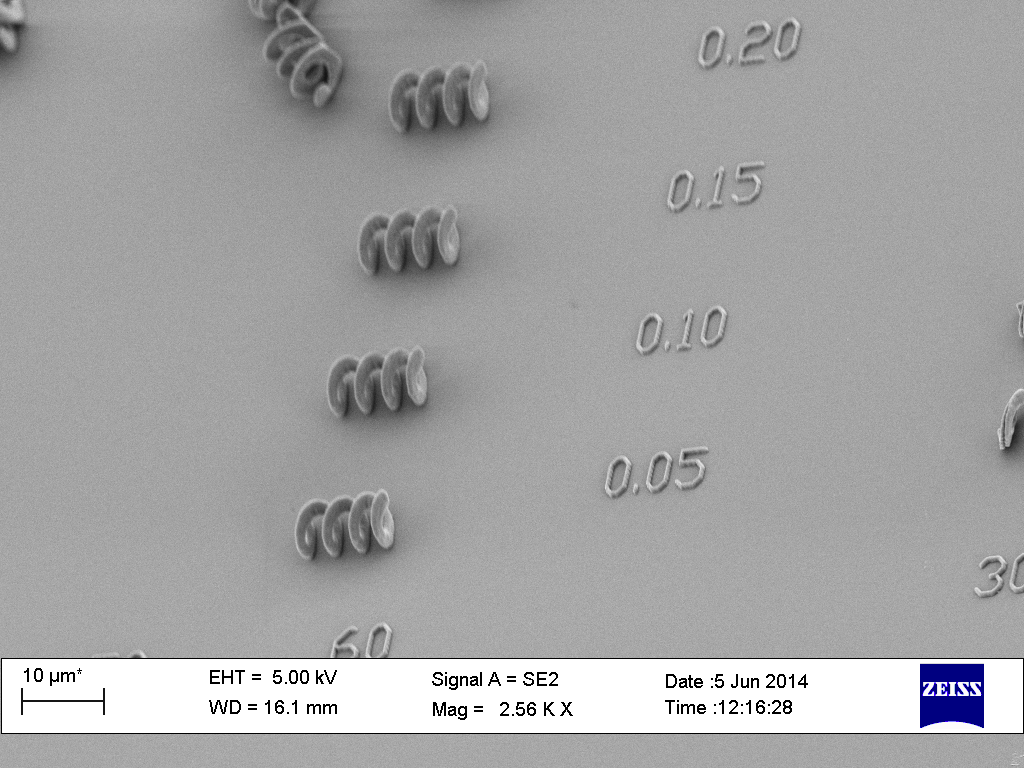 0.20
0.15
0.10
0.05
30
60
10 µm*
EHT = 5.00 kV
WD = 16.1 mm
Signal A = SE2
Mag = 2.56 K X
Date :5 Jun 2014
Time :12:16:28
ZEISS